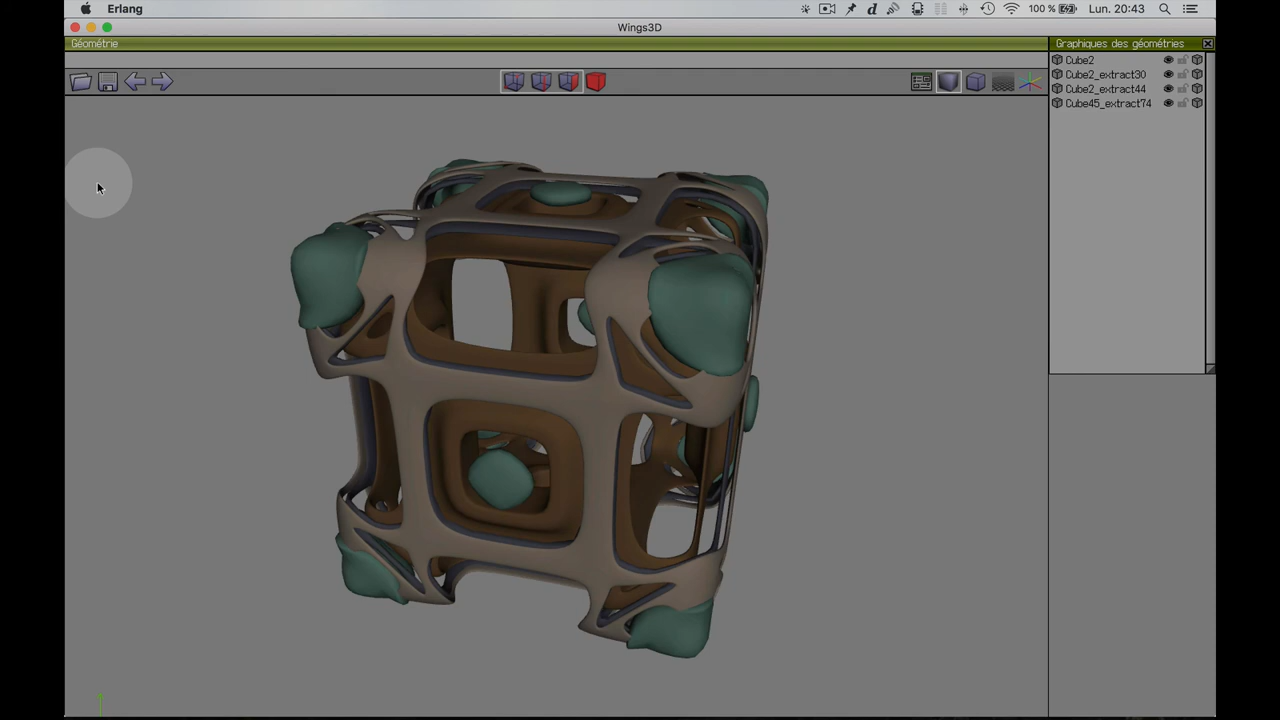 Erlang
100 %
Lun. 20:43
Wings3D
Géométrie
Graphiques des géométries
Cube2
Cube2_extract30
Cube2_extract44
Cube45_extract74